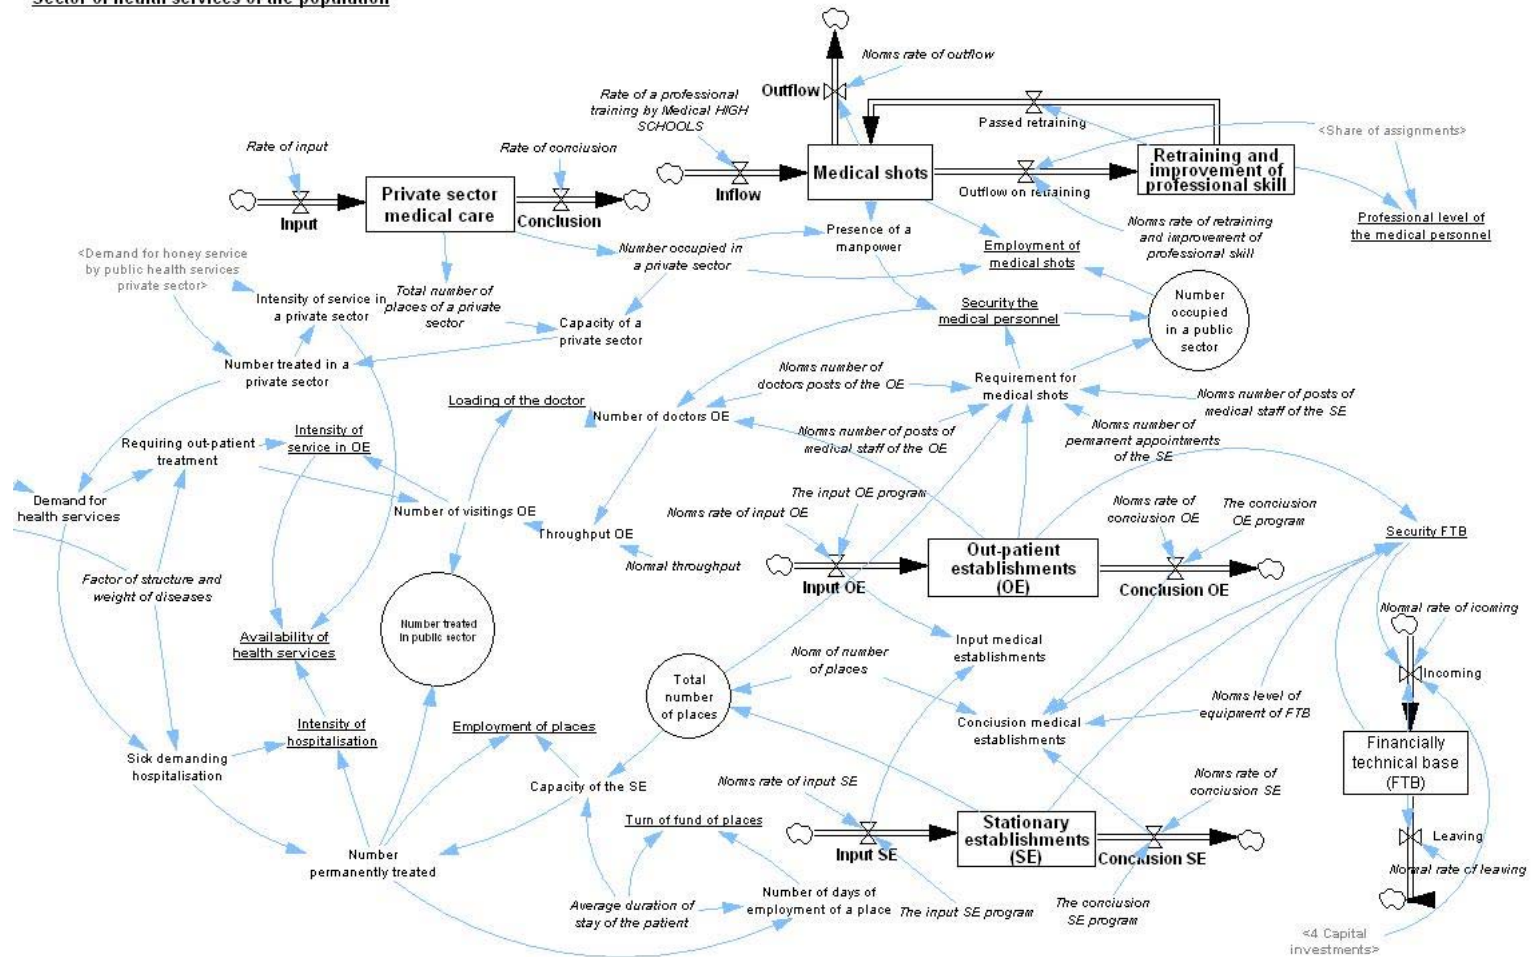 Sector of health services of the population
Norms rate of outflow
Outflow
Rate of a professional
training by Medical HIGH
SCHOOLS
Passed retraining
<Share of assignments>
Rate of input
Rate of conclusion
Private sector
medical care
Input
Conclusion
Inflow
Medical shots
Outflow on retraining
Retraining and
improvement of
professional skill
Professional level of
the medical personnel
Norms rate of retraining
and improvement of
professional skill
Presence of a
manpower
Employment of
medical shots
Number occupied in
a private sector
<Demand for honey service
by public health services
private sector>
Intensity of service in
a private sector
Total number of
places of a private
sector
Capacity of a
private sector
Security the
medical personnel
Number
occupied
in a public
sector
Number treated in a
private sector
Norms number of
doctors posts of the OE
Requirement for
medical shots
Norms number of posts of
medical staff of the SE
Loading of the doctor
Number of doctors OE
Norms number of posts of
medical staff of the OE
Norms number of
permanent appointments
of the SE
Requiring out-patient
treatment
Intensity of
service in OE
Demand for
health services
Number of visitings OE
Throughput OE
Normal throughput
The input OE program
Norms rate of input OE
Norms rate of
conclusion OE
The conclusion
OE program
Security FTB
Input OE
Out-patient
establishments
(OE)
Conclusion OE
Factor of structure and
weight of diseases
Number treated
in public sector
Availability of
health services
Normal rate of icoming
Input medical
establishments
Norm of number
of places
Total
number
of places
Incoming
Norms level of
equipment of FTB
Conclusion medical
establishments
Intensity of
hospitalisation
Employment of places
Sick demanding
hospitalisation
Financially
technical base
(FTB)
Capacity of the SE
Norms rate of input SE
Norms rate of
conclusion SE
Turn of fund of places
Input SE
Stationary
establishments
(SE)
Conclusion SE
Leaving
Normal rate of leaving
Number
permanently treated
Average duration of
stay of the patient
Number of days of
employment of a place
The input SE program
The conclusion
SE program
<4 Capital
investments>